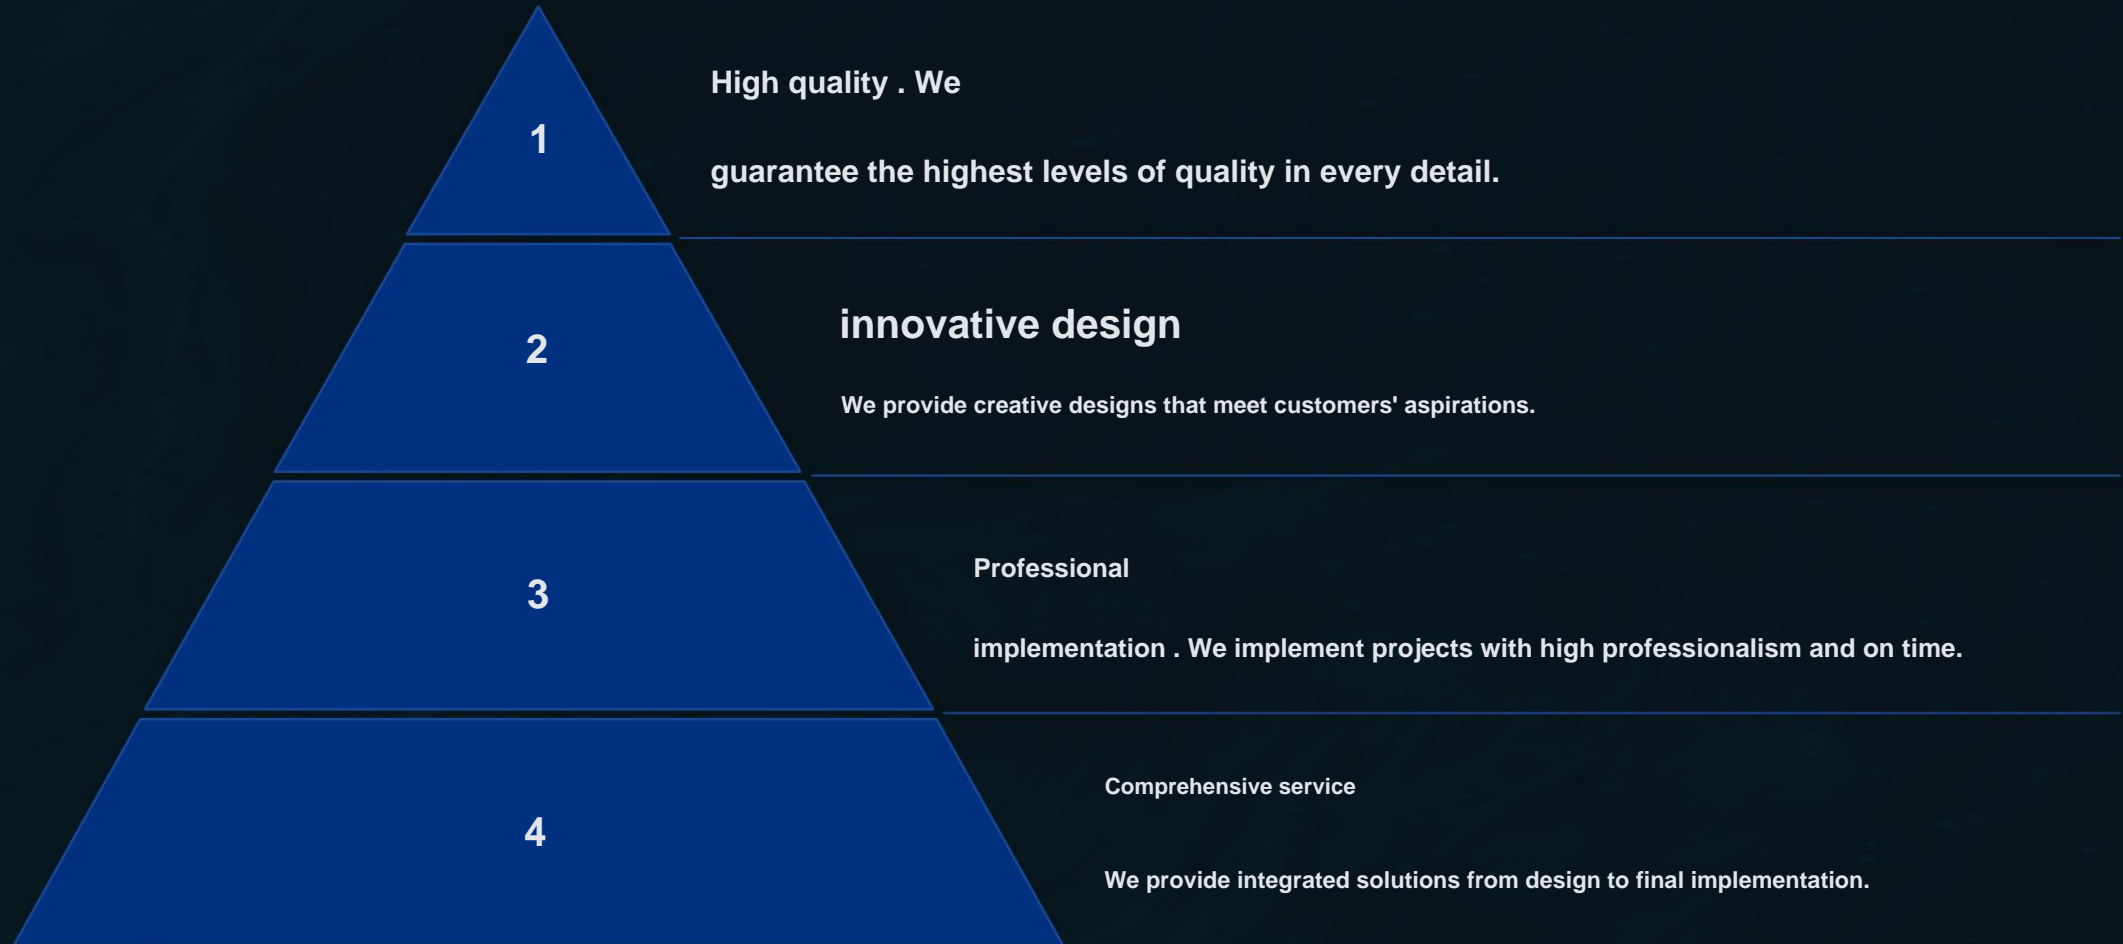 1
High quality . We
guarantee the highest levels of quality in every detail.
2
innovative design
We provide creative designs that meet customers' aspirations.
3
Professional
implementation . We implement projects with high professionalism and on time.
4
Comprehensive service
We provide integrated solutions from design to final implementation.